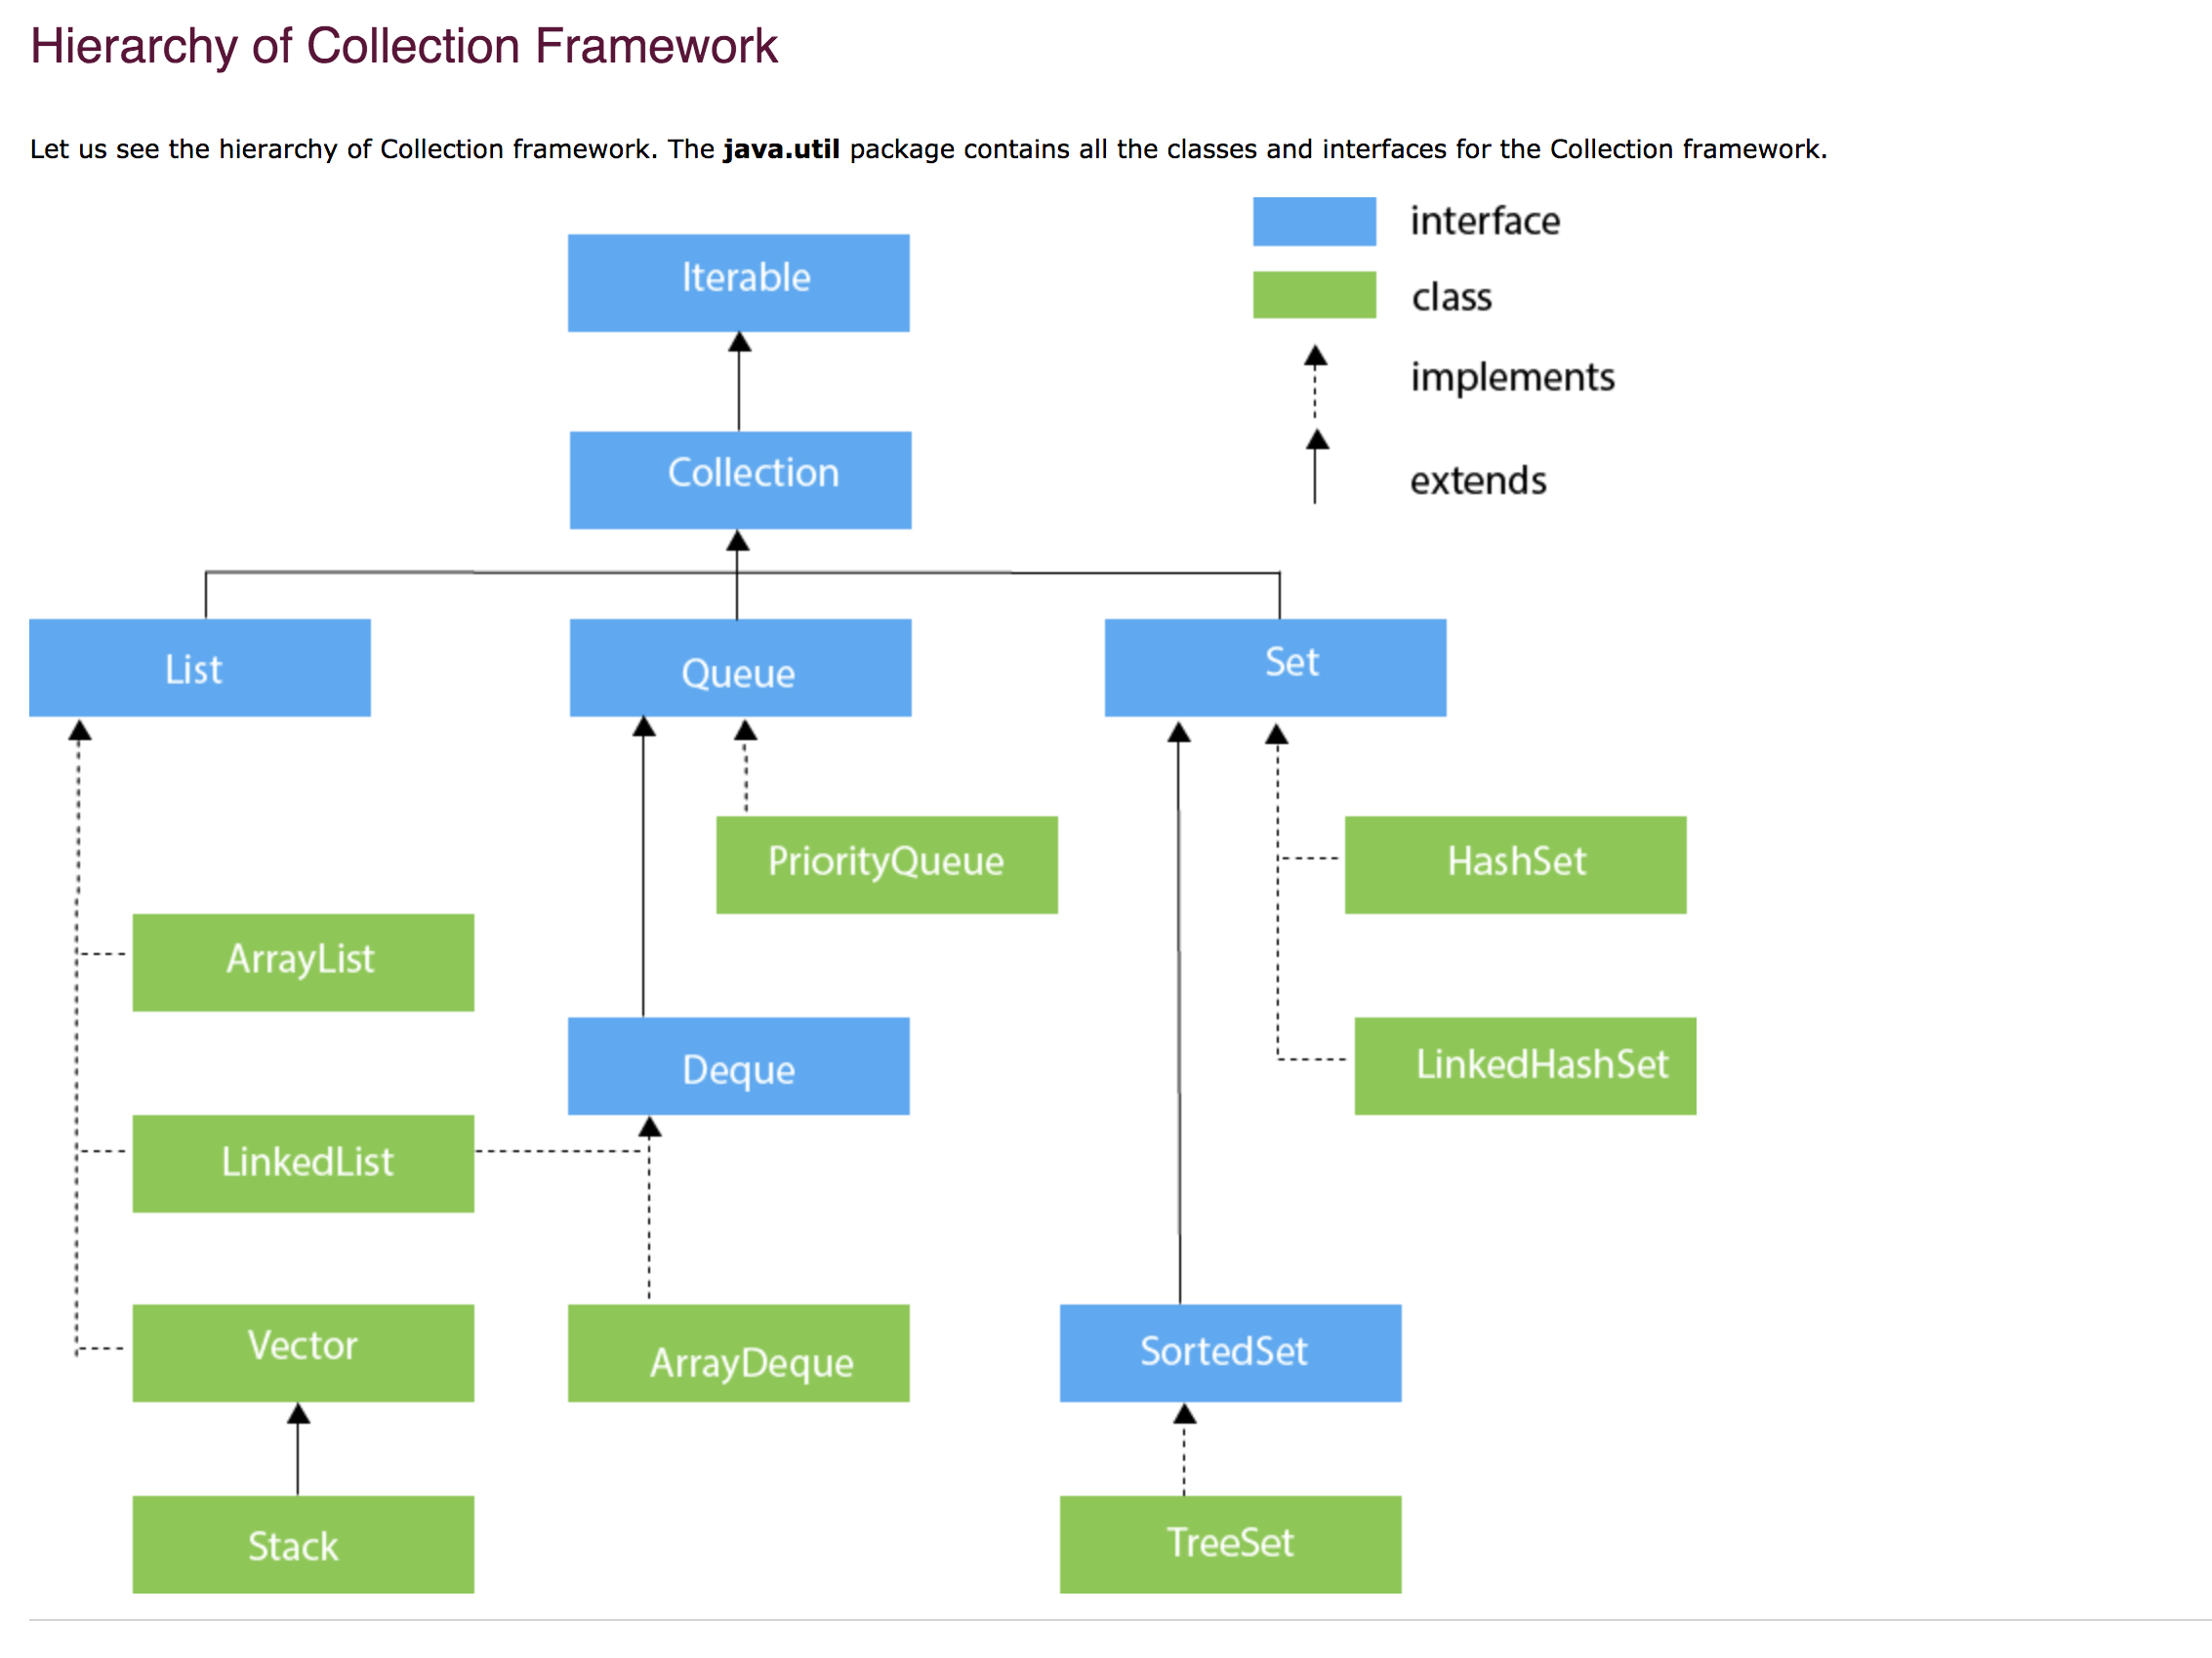 Hierarchy of Collection Framework
Let us see the hierarchy of Collection framework. The java.util package contains all the classes and interfaces for the Collection framework.
interface
Iterable
class
implements
Collection
extends
List
Queue
Set
PriorityQueue
HashSet
ArrayList
Deque
LinkedHashSet
LinkedList
Vector
ArrayDeque
SortedSet
Stack
TreeSet